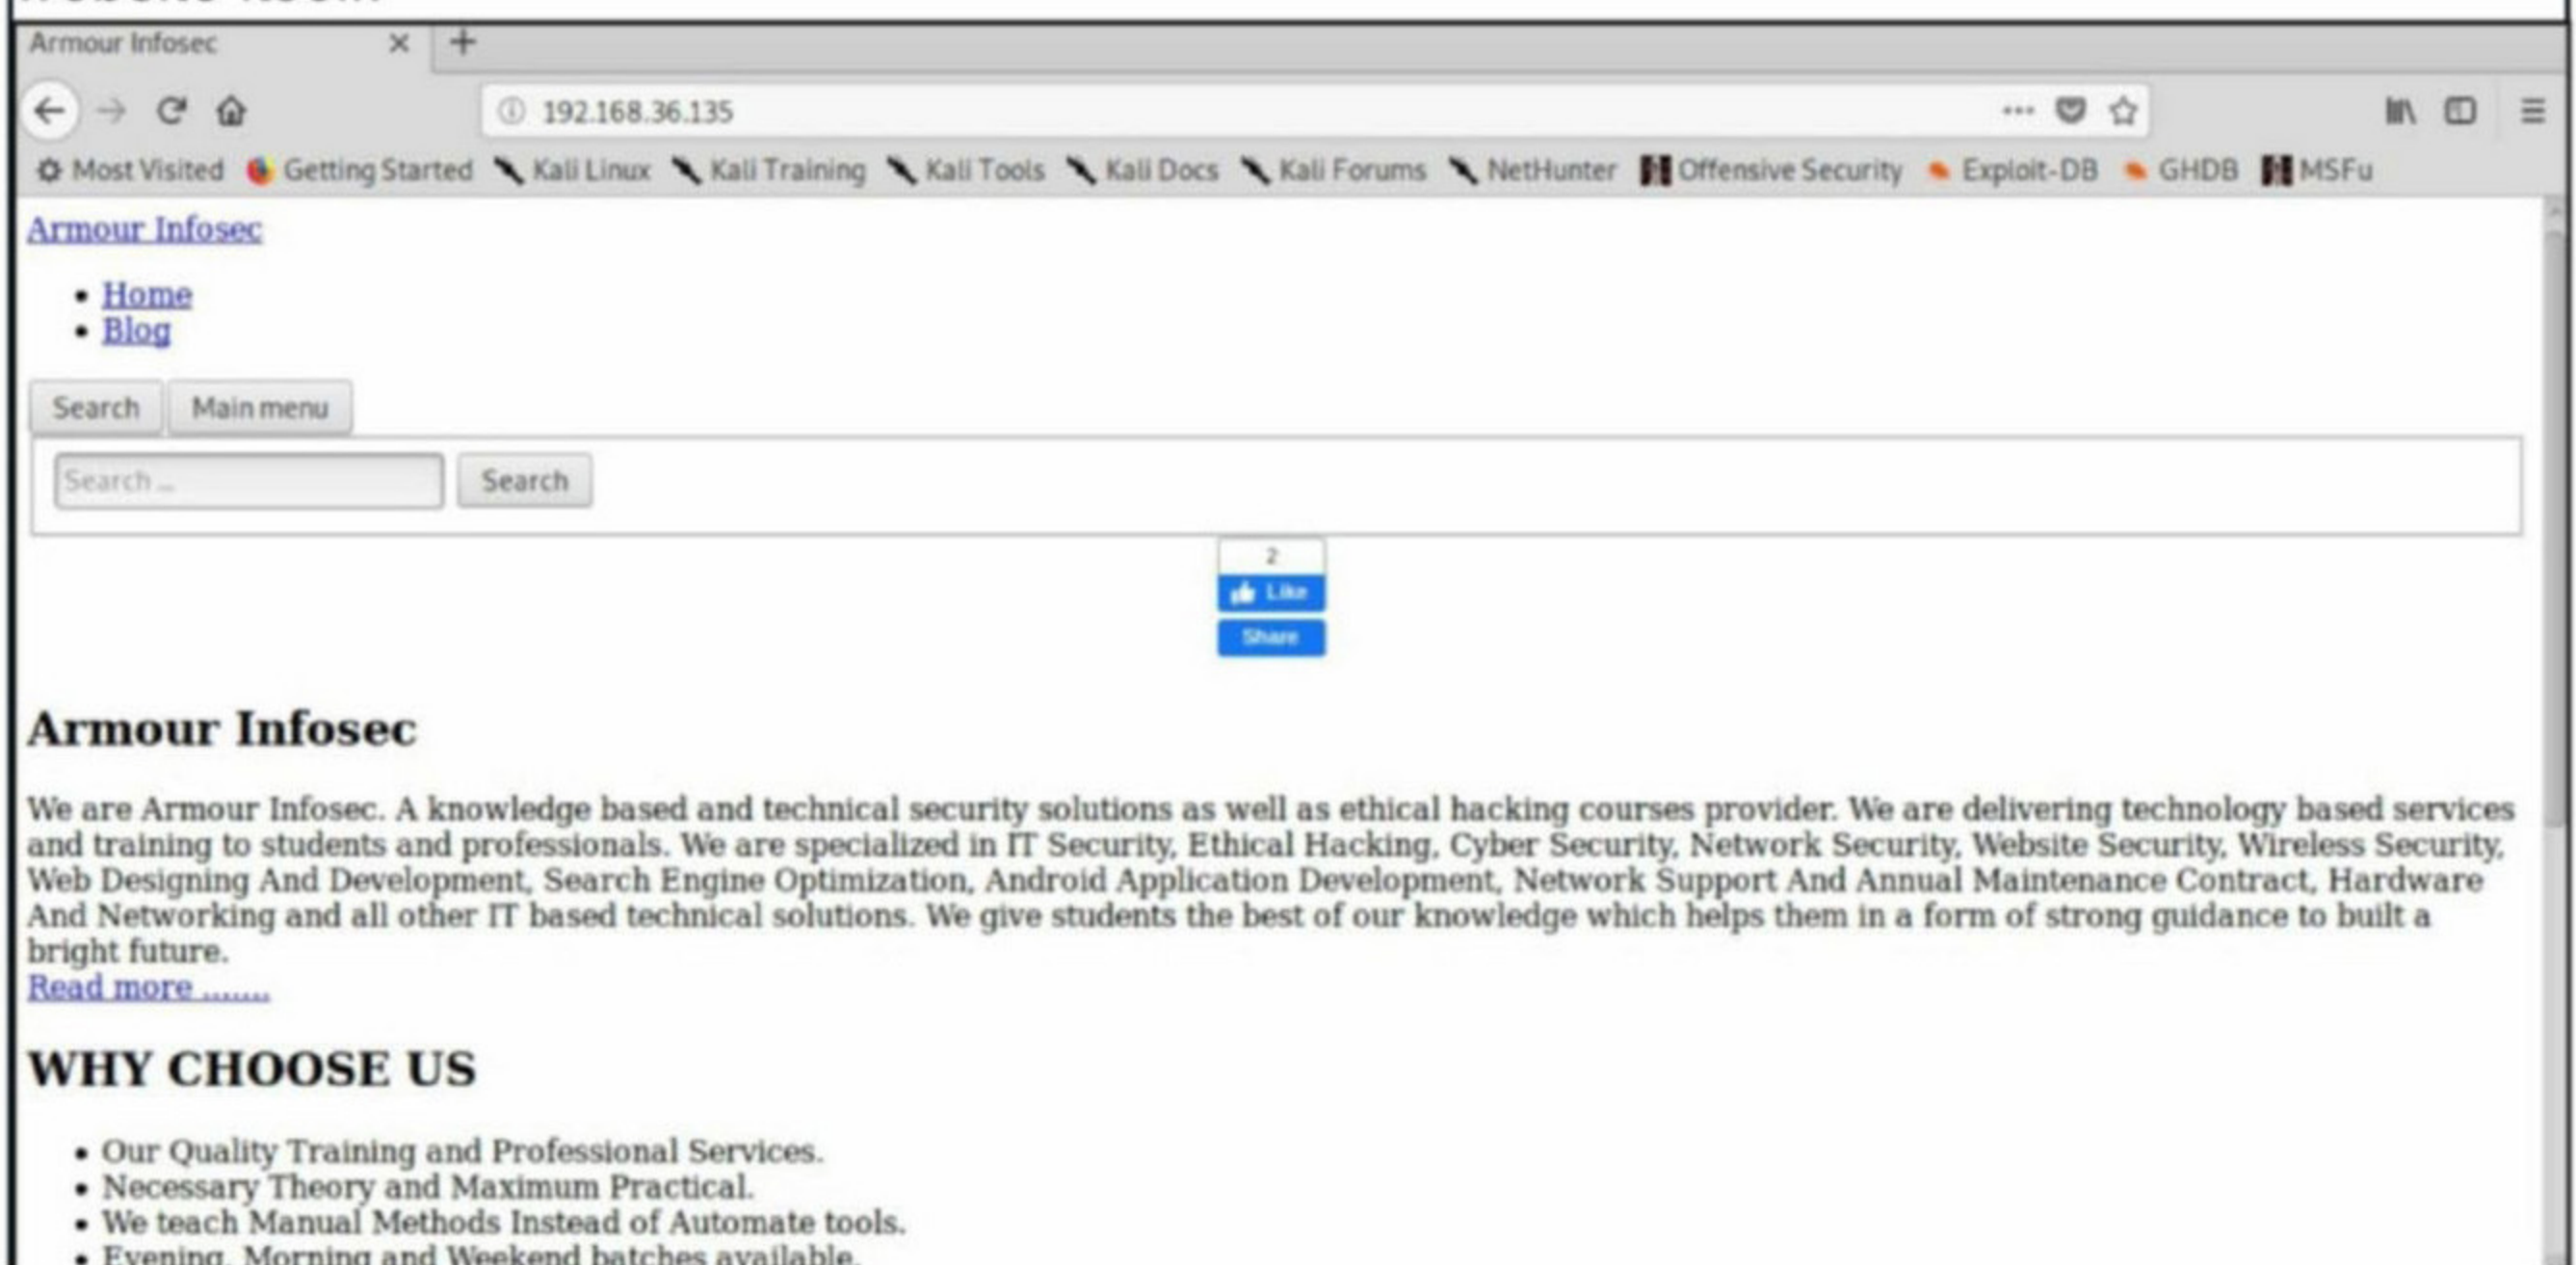 Armour Infosec
192.168.36.135
Most Visited Getting Started Kali Linux Kali Training Kali Tools Kali Docs Kali Forums NetHunter Offensive Security Exploit-DB GHDB MSFu
Armour Infosec
Home
Blog
Search Main menu
Search ... Search
2
Like
Share
Armour Infosec
We are Armour Infosec. A knowledge based and technical security solutions as well as ethical hacking courses provider. We are delivering technology based services
and training to students and professionals. We are specialized in IT Security, Ethical Hacking, Cyber Security, Network Security, Website Security, Wireless Security,
Web Designing And Development, Search Engine Optimization, Android Application Development, Network Support And Annual Maintenance Contract, Hardware
And Networking and all other IT based technical solutions. We give students the best of our knowledge which helps them in a form of strong guidance to built a
bright future.
Read more .......
WHY CHOOSE US
Our Quality Training and Professional Services.
Necessary Theory and Maximum Practical.
We teach Manual Methods Instead of Automate tools.
Evening, Morning and Weekend batches available.